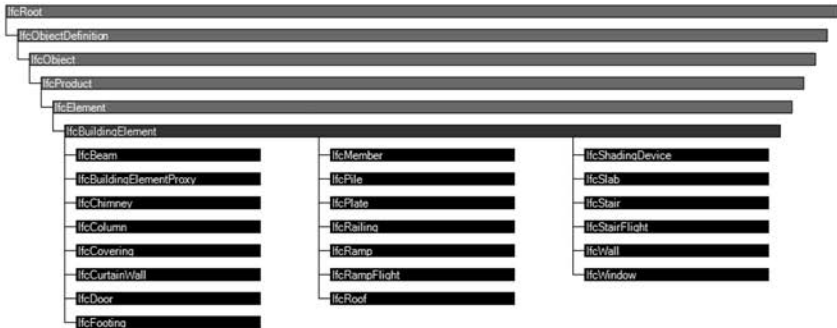 IfcRoot
IfcObjectDefinition
IfcObject
IfcProduct
IfcElement
IfcBuildingElement
IfcBeam
IfcBuildingElementProxy
IfcChimney
IfcColumn
IfcCovering
IfcCurtainWall
IfcDoor
IfcFooting
IfcMember
IfcPile
IfcPlate
IfcRailing
IfcRamp
IfcRampFlight
IfcRoof
IfcShadingDevice
IfcSlab
IfcStair
IfcStairFlight
IfcWall
IfcWindow